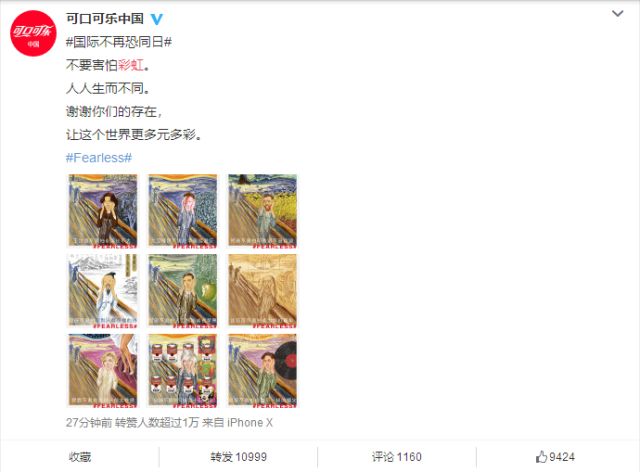 可口可乐中国
可口可乐
中国
#国际不再恐同日#
不要害怕彩虹。
人人生而不同。
谢谢你们的存在，
让这个世界更多元多彩。
#Fearless#
#FEARLESS#
#FEARLESS#
#FEARLESS#
#FEARLESS#
#FEARLESS#
#FEARLESS#
#FEARLESS#
#FEARLESS#
#FEARLESS#
27分钟前 转赞人数超过1万 来自 iPhone X
收藏
转发 10999
评论 1160
9424